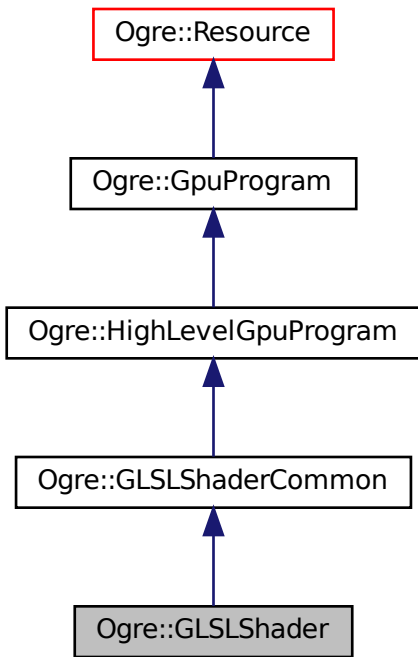 Ogre::Resource
Ogre::GpuProgram
Ogre::HighLevelGpuProgram
Ogre::GLSLShaderCommon
Ogre::GLSLShader